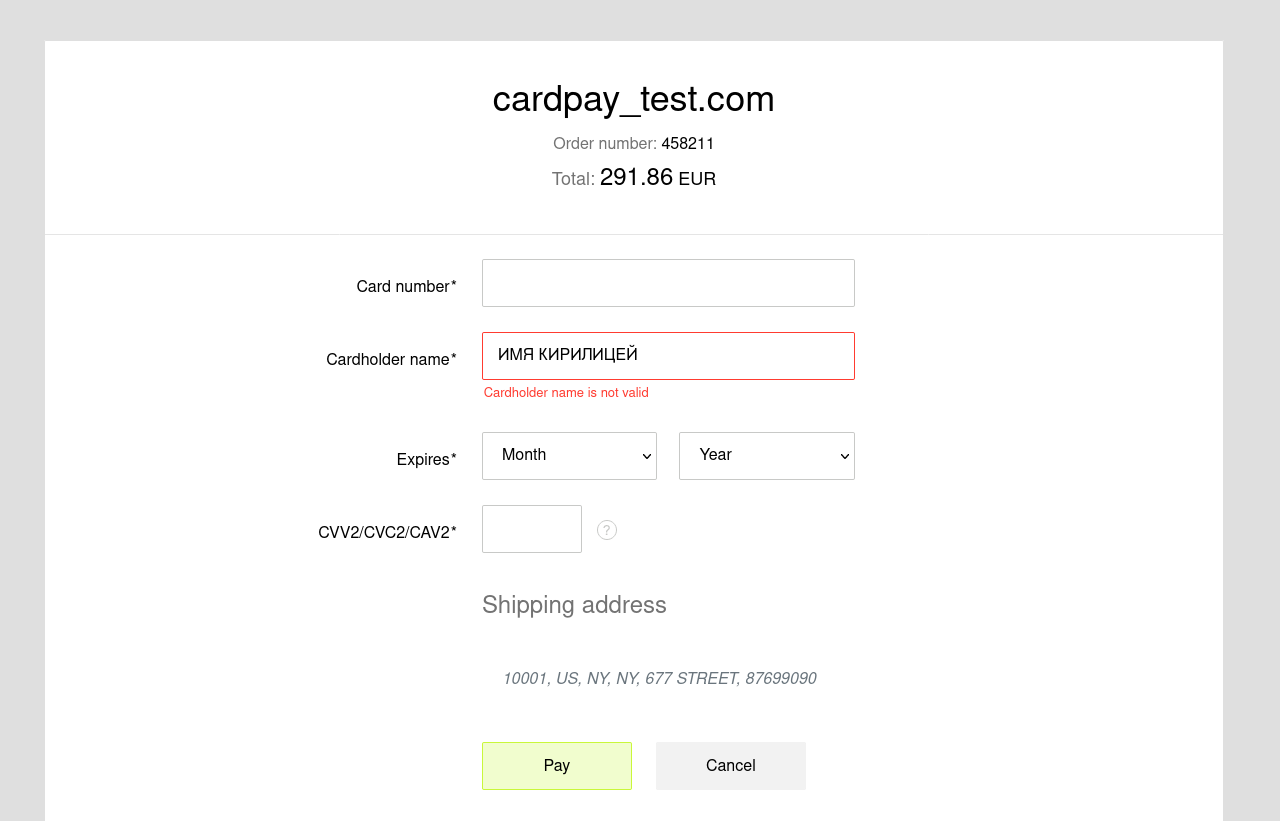 cardpay_test.com
Order number: 458211
Total: 291.86 EUR
Card number*
Cardholder name* ИМЯ КИРИЛИЦЕЙ
Cardholder name is not valid
Expires* Month Year
CVV2/CVC2/CAV2* ?
Shipping address
10001, US, NY, NY, 677 STREET, 87699090
Pay Cancel